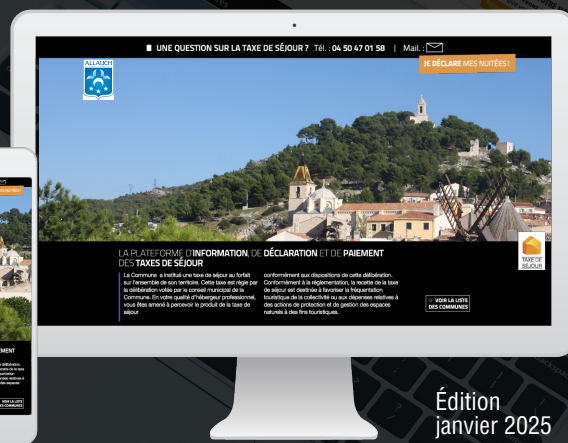 ■ UNE QUESTION SUR LA TAXE DE SÉJOUR ? Tél. : 04 50 47 01 58 | Mail. :
ALLAUCH
JE DÉCLARE MES NUITÉES !
LA PLATEFORME D'INFORMATION, DE DÉCLARATION ET DE PAIEMENT
DES TAXES DE SÉJOUR
La Commune a institué une taxe de séjour au forfait
sur l'ensemble de son territoire. Cette taxe est régie par
la délibération votée par le conseil municipal de la
Commune. En votre qualité d'hébergeur professionnel,
vous êtes amené à percevoir le produit de la taxe de
séjour
conformément aux dispositions de cette délibération.
Conformément à la réglementation, la recette de la taxe
de séjour est destinée à favoriser la fréquentation
touristique de la collectivité ou aux dépenses relatives à
des actions de protection et de gestion des espaces
naturels à des fins touristiques.
TAXE DE
SÉJOUR
VOIR LA LISTE
DES COMMUNES
EMENT
VOIR LA LISTE
DES COMMUNES
Édition
janvier 2025